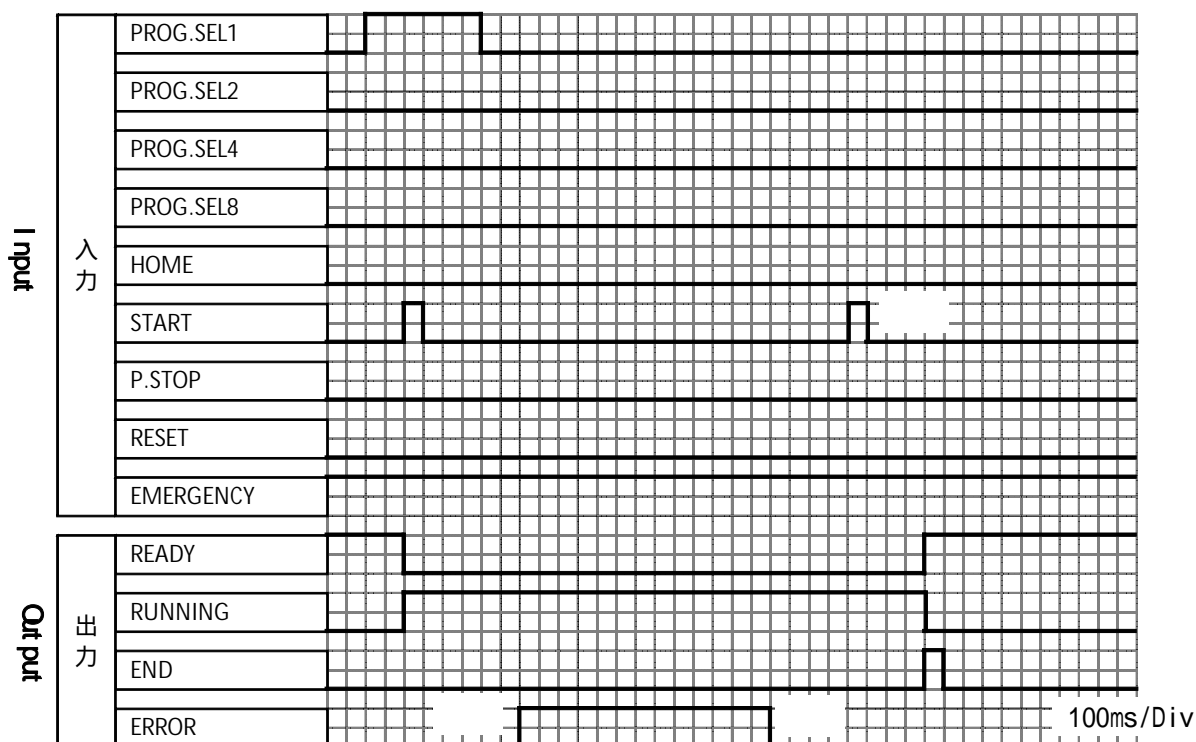 Input
入力
PROG.SEL1
PROG.SEL2
PROG.SEL4
PROG.SEL8
HOME
START
P.STOP
RESET
EMERGENCY
Output
出力
READY
RUNNING
END
ERROR
100ms/Div